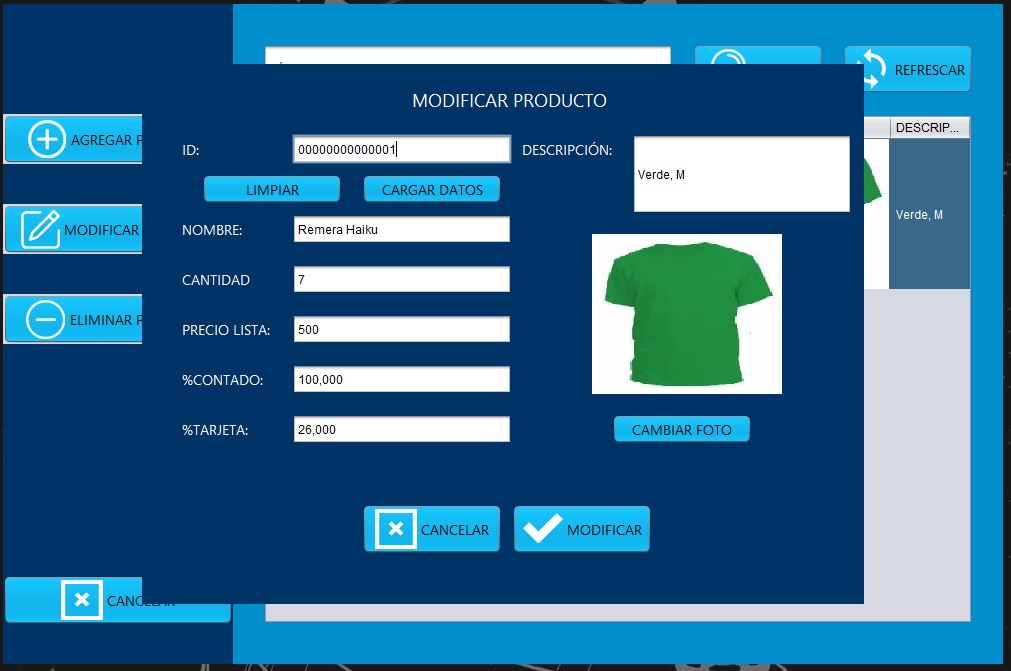 REFRESCAR
MODIFICAR PRODUCTO
DESCRIP...
AGREGAR P
ID:
00000000000001
DESCRIPCIÓN:
Verde, M
LIMPIAR
CARGAR DATOS
Verde, M
MODIFICAR
NOMBRE:
Remera Haiku
CANTIDAD
7
ELIMINAR P
PRECIO LISTA:
500
%CONTADO:
100,000
%TARJETA:
26,000
CAMBIAR FOTO
CANCELAR
MODIFICAR
CANCELAR